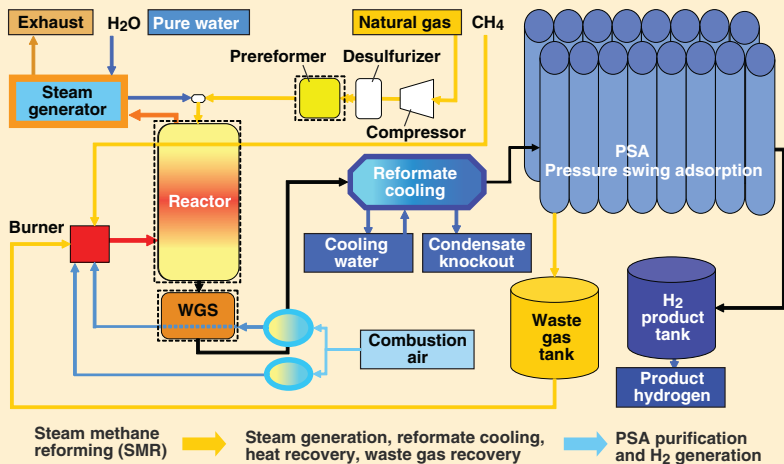 Exhaust
H₂O
Pure water
Natural gas
CH₄
Prereformer
Desulfurizer
Steam
generator
Compressor
PSA
Pressure swing adsorption
Reactor
Reformate
cooling
Burner
Cooling
water
Condensate
knockout
WGS
Combustion
air
Waste
gas
tank
H₂
product
tank
Product
hydrogen
Steam methane
reforming (SMR)
Steam generation, reformate cooling,
heat recovery, waste gas recovery
PSA purification
and H₂ generation